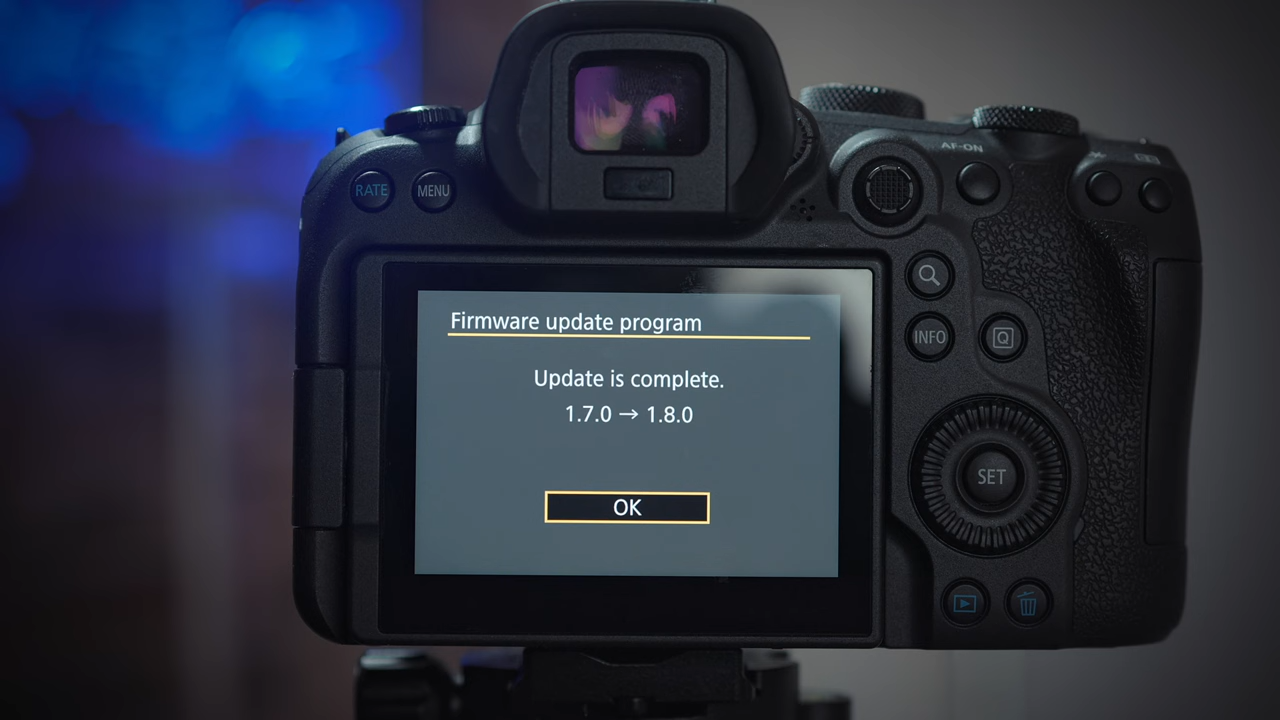 AF-ON
RATE
MENU
Firmware update program
Update is complete.
1.7.0 → 1.8.0
OK
INFO
Q
SET